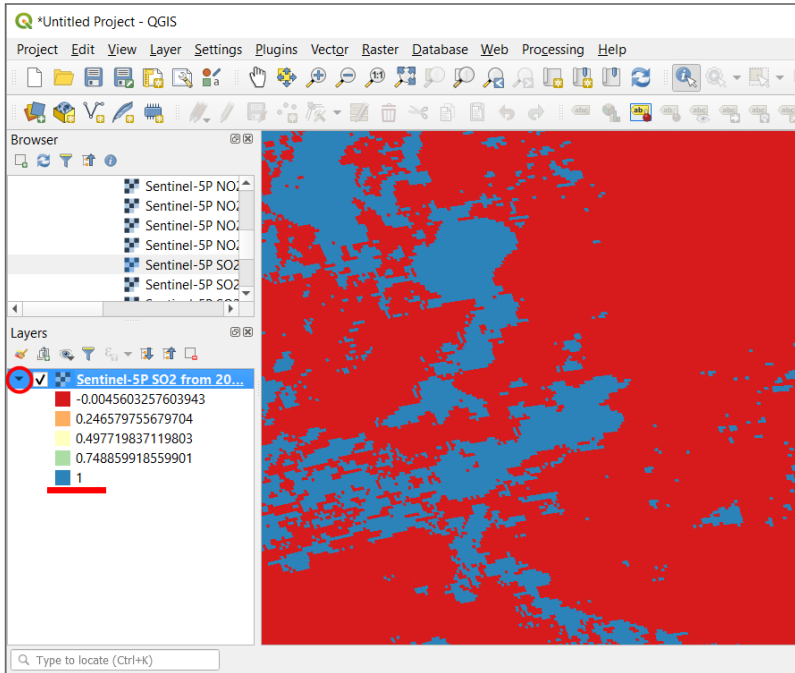 *Untitled Project - QGIS
Project Edit View Layer Settings Plugins Vector Raster Database Web Processing Help
Browser
Sentinel-5P NO2
Sentinel-5P NO2
Sentinel-5P NO2
Sentinel-5P NO2
Sentinel-5P SO2
Sentinel-5P SO2
Layers
Sentinel-5P SO2 from 20...
-0.0045603257603943
0.246579755679704
0.497719837119803
0.748859918559901
1
Type to locate (Ctrl+K)